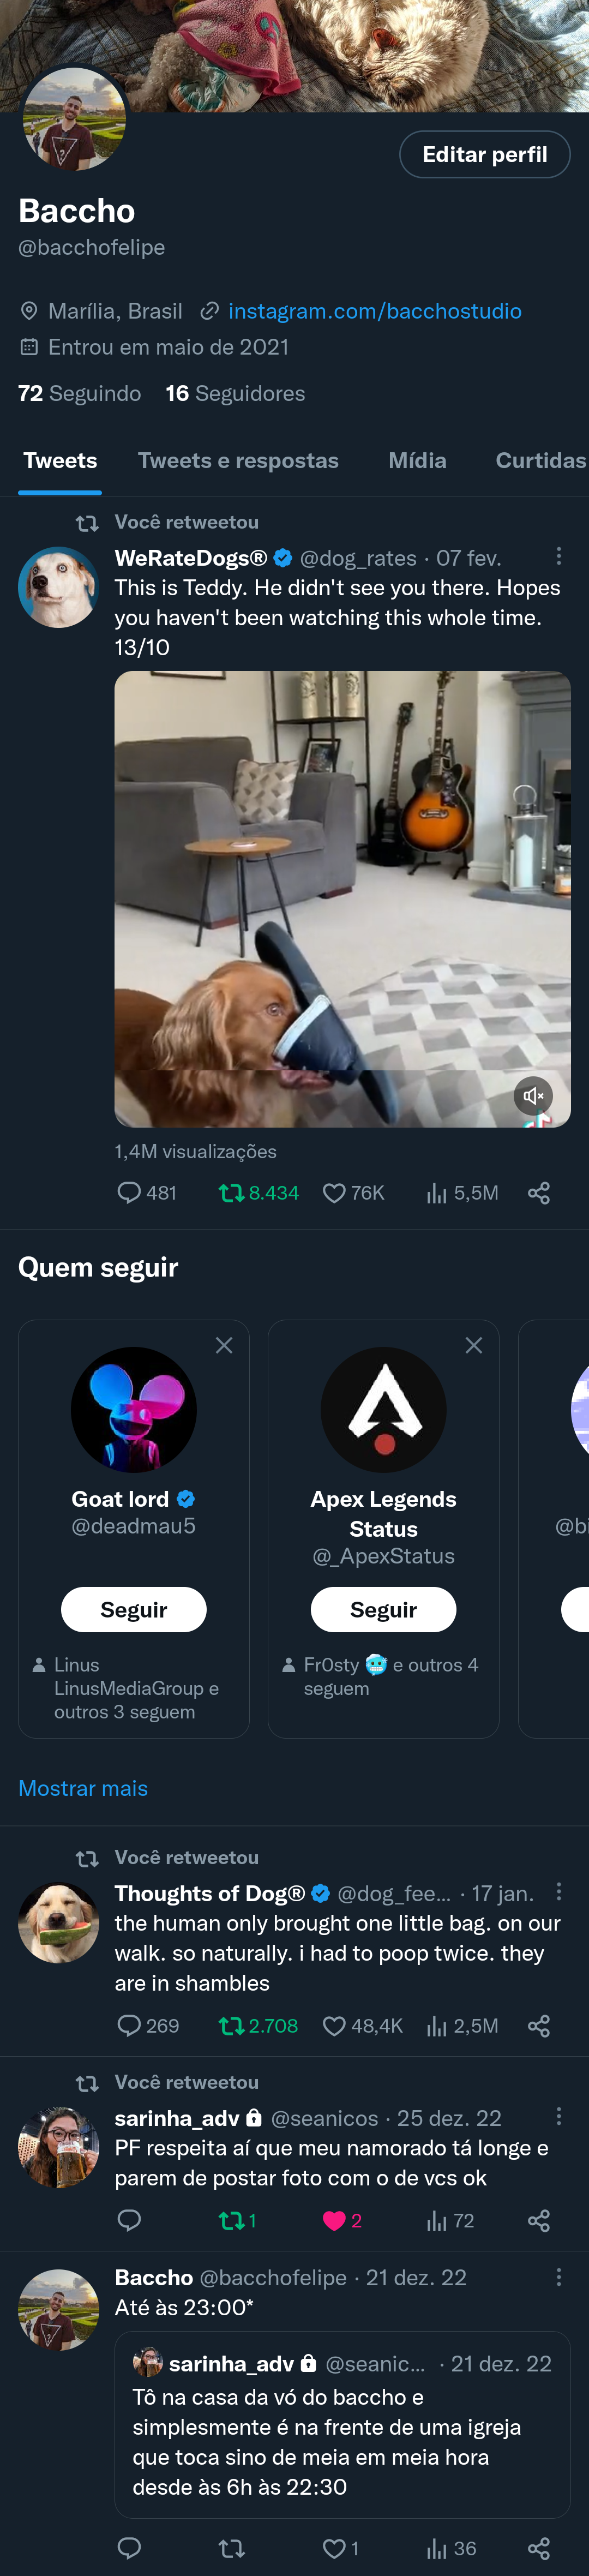 Editar perfil
Baccho
@bacchofelipe
Marília, Brasil instagram.com/bacchostudio
Entrou em maio de 2021
72 Seguindo 16 Seguidores
Tweets Tweets e respostas Mídia Curtidas
Você retweetou
WeRateDogs® @dog_rates · 07 fev.
This is Teddy. He didn't see you there. Hopes
you haven't been watching this whole time.
13/10
1,4M visualizações
481 8.434 76K 5,5M
Quem seguir
Goat lord
@deadmau5
Seguir
Linus
LinusMediaGroup e
outros 3 seguem
Apex Legends
Status
@_ApexStatus
Seguir
Fr0sty 🥶 e outros 4
seguem
@bi
Mostrar mais
Você retweetou
Thoughts of Dog® @dog_fee... · 17 jan.
the human only brought one little bag. on our
walk. so naturally. i had to poop twice. they
are in shambles
269 2.708 48,4K 2,5M
Você retweetou
sarinha_adv @seanicos · 25 dez. 22
PF respeita aí que meu namorado tá longe e
parem de postar foto com o de vcs ok
1 2 72
Baccho @bacchofelipe · 21 dez. 22
Até às 23:00*
sarinha_adv @seanic... · 21 dez. 22
Tô na casa da vó do baccho e
simplesmente é na frente de uma igreja
que toca sino de meia em meia hora
desde às 6h às 22:30
1 36